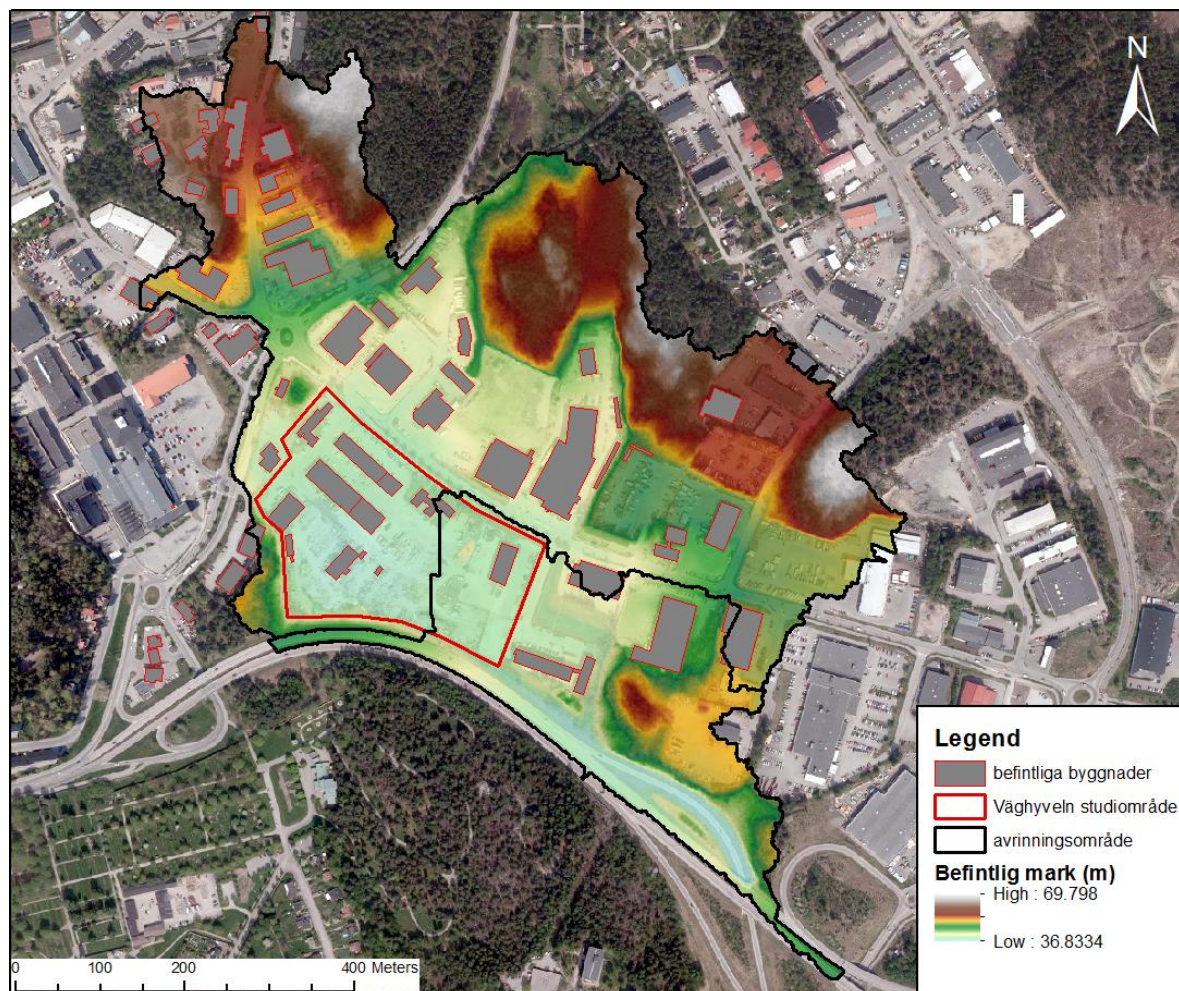 N
Legend
befintliga byggnader
Väghyveln studiområde
avrinningsområde
Befintlig mark (m)
High : 69.798
Low : 36.8334
0 100 200 400 Meters